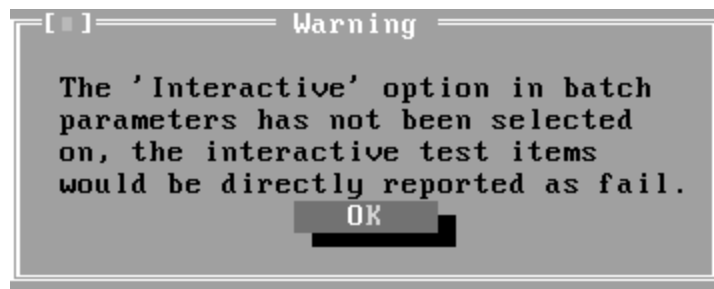 [■] Warning
The 'Interactive' option in batch
parameters has not been selected
on, the interactive test items
would be directly reported as fail.
OK